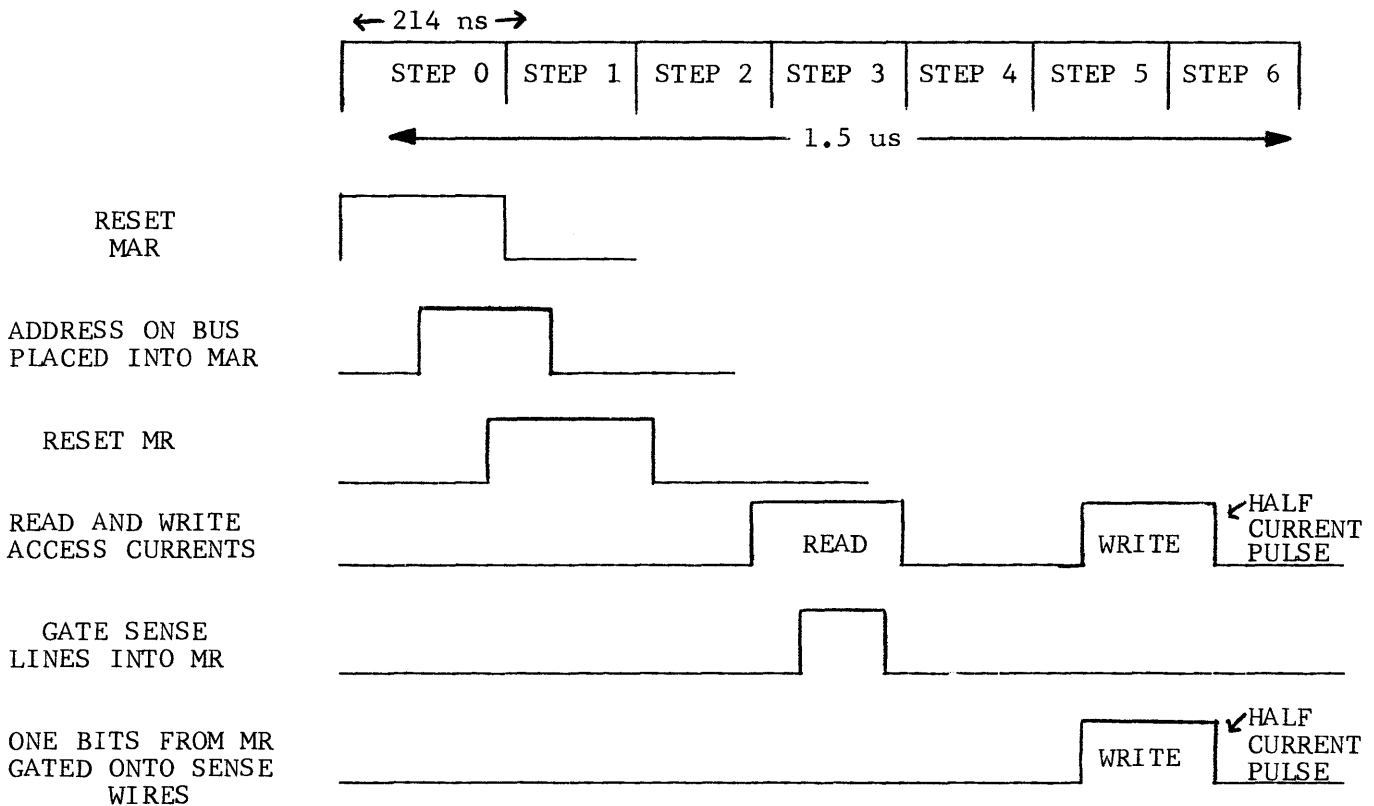 ← 214 ns →
STEP 0 STEP 1 STEP 2 STEP 3 STEP 4 STEP 5 STEP 6
1.5 us
RESET
MAR
ADDRESS ON BUS
PLACED INTO MAR
RESET MR
READ AND WRITE
ACCESS CURRENTS
READ
WRITE
HALF
CURRENT
PULSE
GATE SENSE
LINES INTO MR
ONE BITS FROM MR
GATED ONTO SENSE
WIRES
WRITE
HALF
CURRENT
PULSE